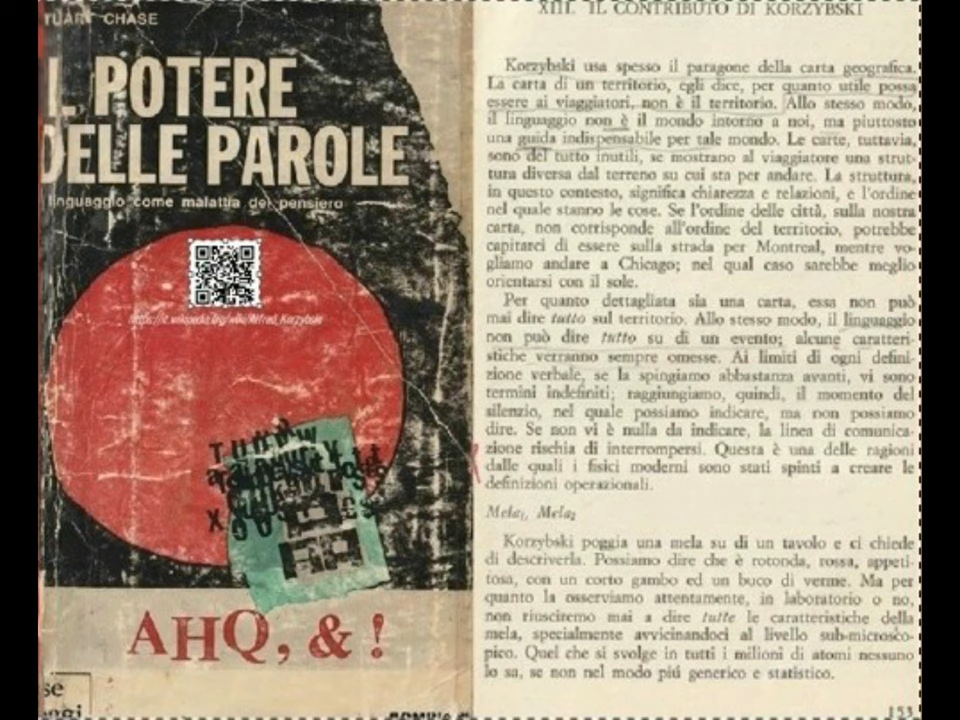 TUART CHASE
IL POTERE
DELLE PAROLE
linguaggio come malattia del pensiero
https://it.wikipedia.org/wiki/Alfred_Korzybski
AHQ, & !
se
XIII. IL CONTRIBUTO DI KORZYBSKI
Korzybski usa spesso il paragone della carta geografica.
La carta di un territorio, egli dice, per quanto utile possa
essere ai viaggiatori, non è il territorio. Allo stesso modo,
il linguaggio non è il mondo intorno a noi, ma piuttosto
una guida indispensabile per tale mondo. Le carte, tuttavia,
sono del tutto inutili, se mostrano al viaggiatore una strut-
tura diversa dal terreno su cui sta per andare. La struttura,
in questo contesto, significa chiarezza e relazioni, e l'ordine
nel quale stanno le cose. Se l'ordine delle città, sulla nostra
carta, non corrisponde all'ordine del territorio, potrebbe
capitarci di essere sulla strada per Montreal, mentre vo-
gliamo andare a Chicago; nel qual caso sarebbe meglio
orientarsi con il sole.
Per quanto dettagliata sia una carta, essa non può
mai dire tutto sul territorio. Allo stesso modo, il linguaggio
non può dire tutto su di un evento; alcune caratteri-
stiche verranno sempre omesse. Ai limiti di ogni defini-
zione verbale, se la spingiamo abbastanza avanti, vi sono
termini indefiniti; raggiungiamo, quindi, il momento del
silenzio, nel quale possiamo indicare, ma non possiamo
dire. Se non vi è nulla da indicare, la linea di comunica-
zione rischia di interrompersi. Questa è una delle ragioni
dalle quali i fisici moderni sono stati spinti a creare le
definizioni operazionali.
Mela₁, Mela₂
Korzybski poggia una mela su di un tavolo e ci chiede
di descriverla. Possiamo dire che è rotonda, rossa, appeti-
tosa, con un corto gambo ed un buco di verme. Ma per
quanto la osserviamo attentamente, in laboratorio o no,
non riusciremo mai a dire tutte le caratteristiche della
mela, specialmente avvicinandoci al livello sub-microsco-
pico. Quel che si svolge in tutti i milioni di atomi nessuno
lo sa, se non nel modo più generico e statistico.
153